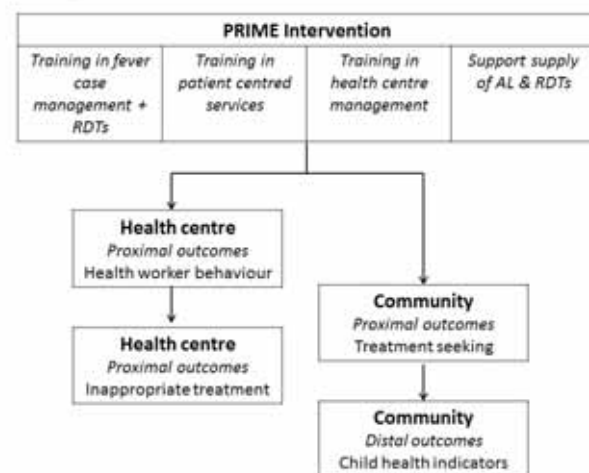 PRIME Intervention
Training in fever
case
management +
RDTs
Training in
patient centred
services
Training in
health centre
management
Support supply
of AL & RDTs
Health centre
Proximal outcomes
Health worker behaviour
Health centre
Proximal outcomes
Inappropriate treatment
Community
Proximal outcomes
Treatment seeking
Community
Distal outcomes
Child health indicators